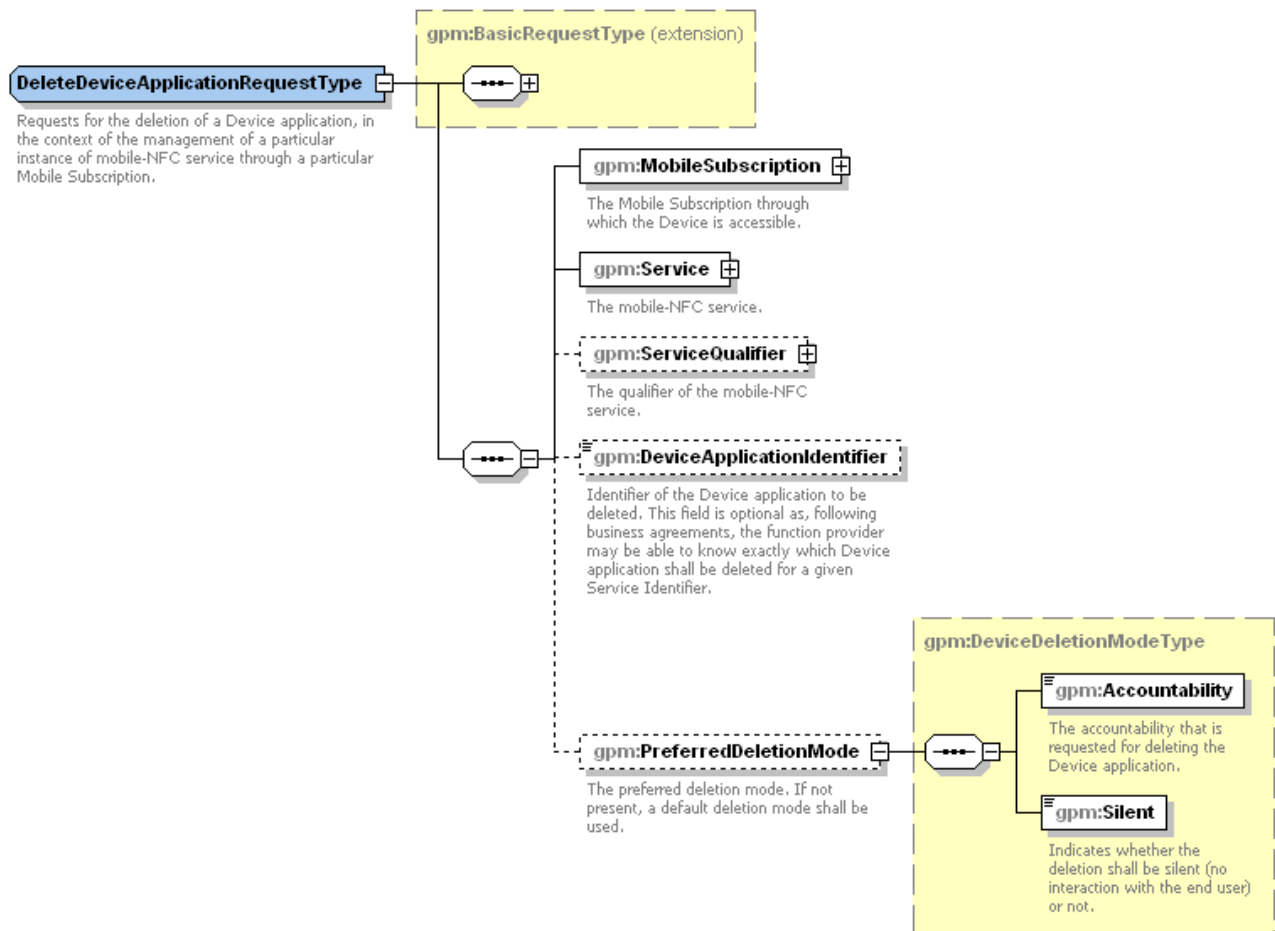 gpm:BasicRequestType (extension)
DeleteDeviceApplicationRequestType
Requests for the deletion of a Device application, in
the context of the management of a particular
instance of mobile-NFC service through a particular
Mobile Subscription.
gpm:MobileSubscription
The Mobile Subscription through
which the Device is accessible.
gpm:Service
The mobile-NFC service.
gpm:ServiceQualifier
The qualifier of the mobile-NFC
service.
gpm:DeviceApplicationIdentifier
Identifier of the Device application to be
deleted. This field is optional as, following
business agreements, the function provider
may be able to know exactly which Device
application shall be deleted for a given
Service Identifier.
gpm:PreferredDeletionMode
The preferred deletion mode. If not
present, a default deletion mode shall be
used.
gpm:DeviceDeletionModeType
gpm:Accountability
The accountability that is
requested for deleting the
Device application.
gpm:Silent
Indicates whether the
deletion shall be silent (no
interaction with the end user)
or not.